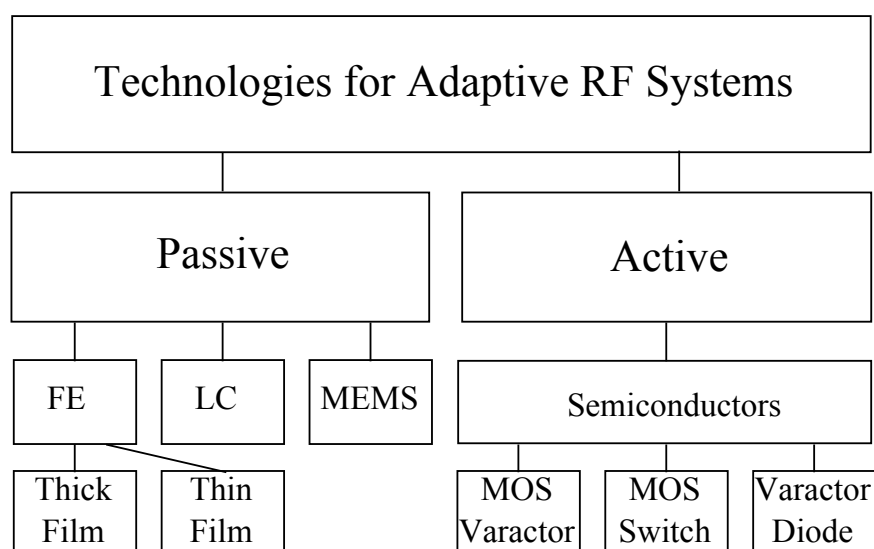 Technologies for Adaptive RF Systems
Passive
Active
FE
LC
MEMS
Semiconductors
Thick
Film
Thin
Film
MOS
Varactor
MOS
Switch
Varactor
Diode